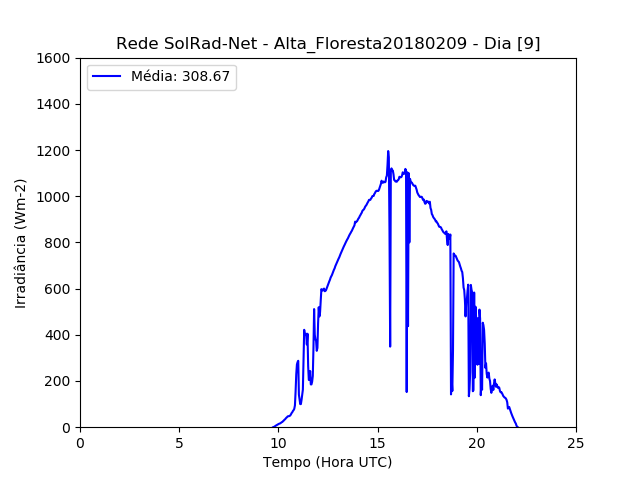 Rede SolRad-Net - Alta_Floresta20180209 - Dia [9]
Média: 308.67
1600
1400
1200
1000
800
600
400
200
0
Irradiância (Wm-2)
0 5 10 15 20 25
Tempo (Hora UTC)